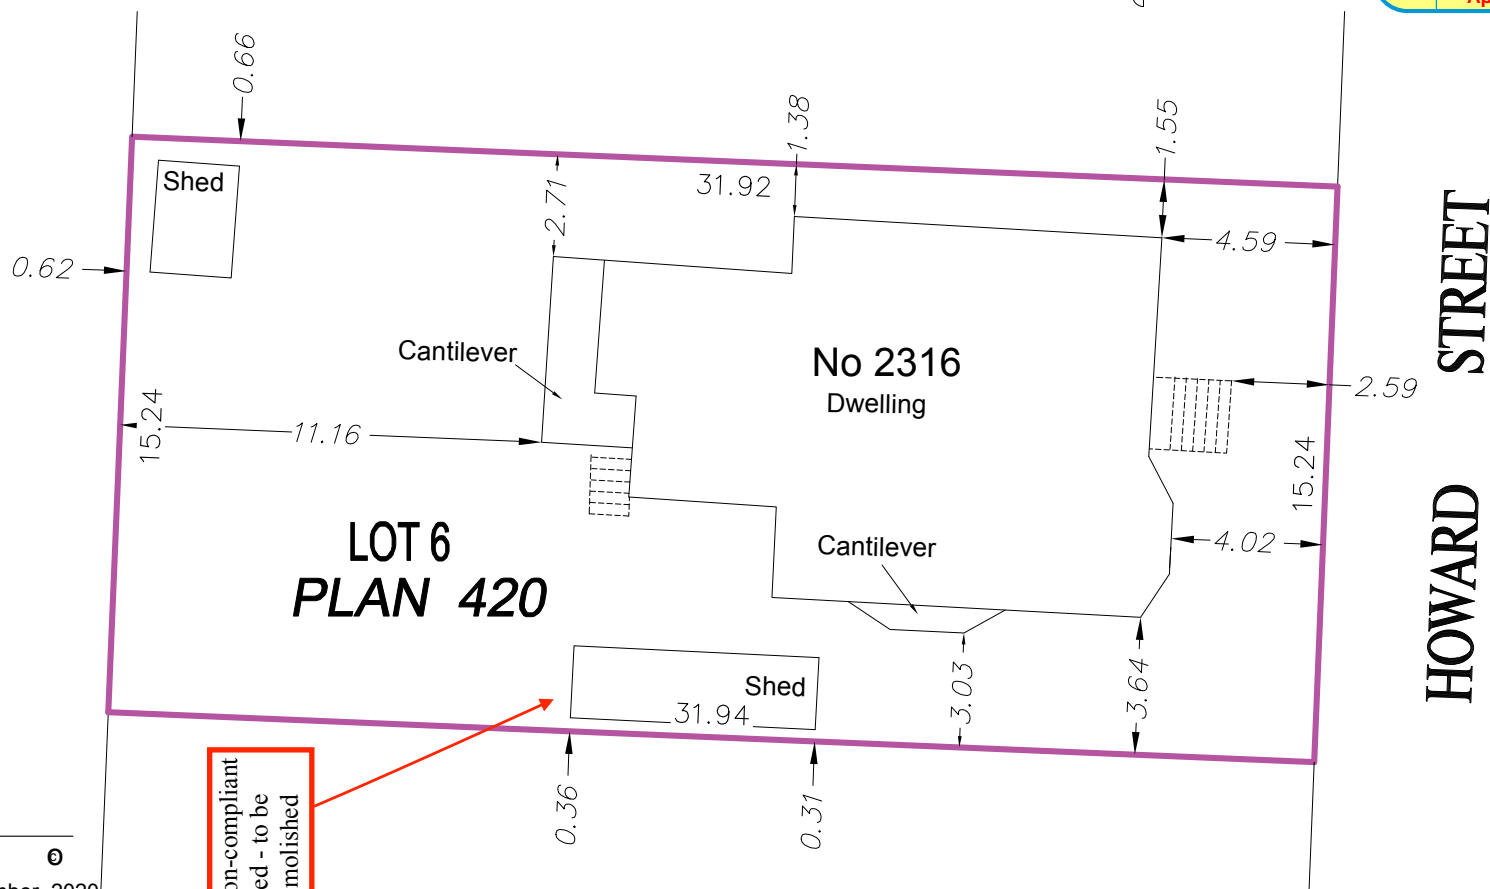 0.66
1.38
1.55
Shed
2.71
31.92
4.59
STREET
0.62
Cantilever
No 2316
Dwelling
2.59
15.24
11.16
15.24
HOWARD
LOT 6
PLAN 420
Cantilever
4.02
Shed
31.94
3.03
3.64
0.36
0.31
on-compliant
ed - to be
molished
2020